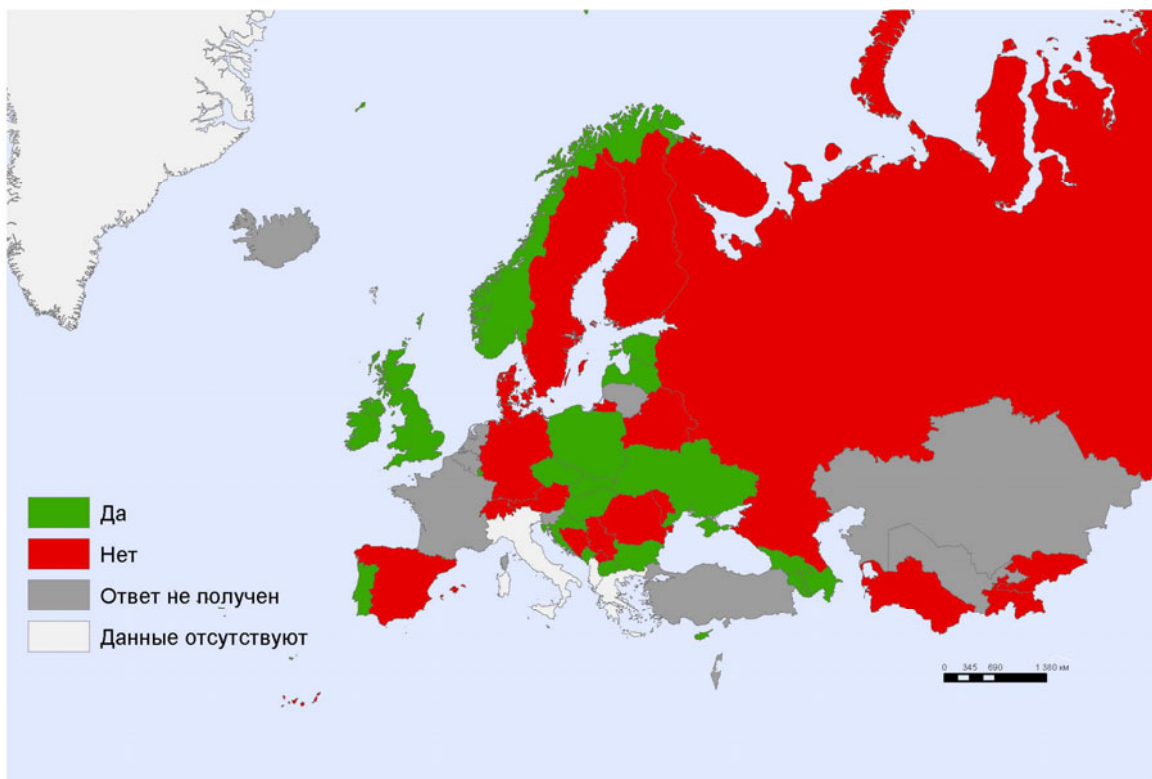 Да
Нет
Ответ не получен
Данные отсутствуют
0 345 690 1 380 км